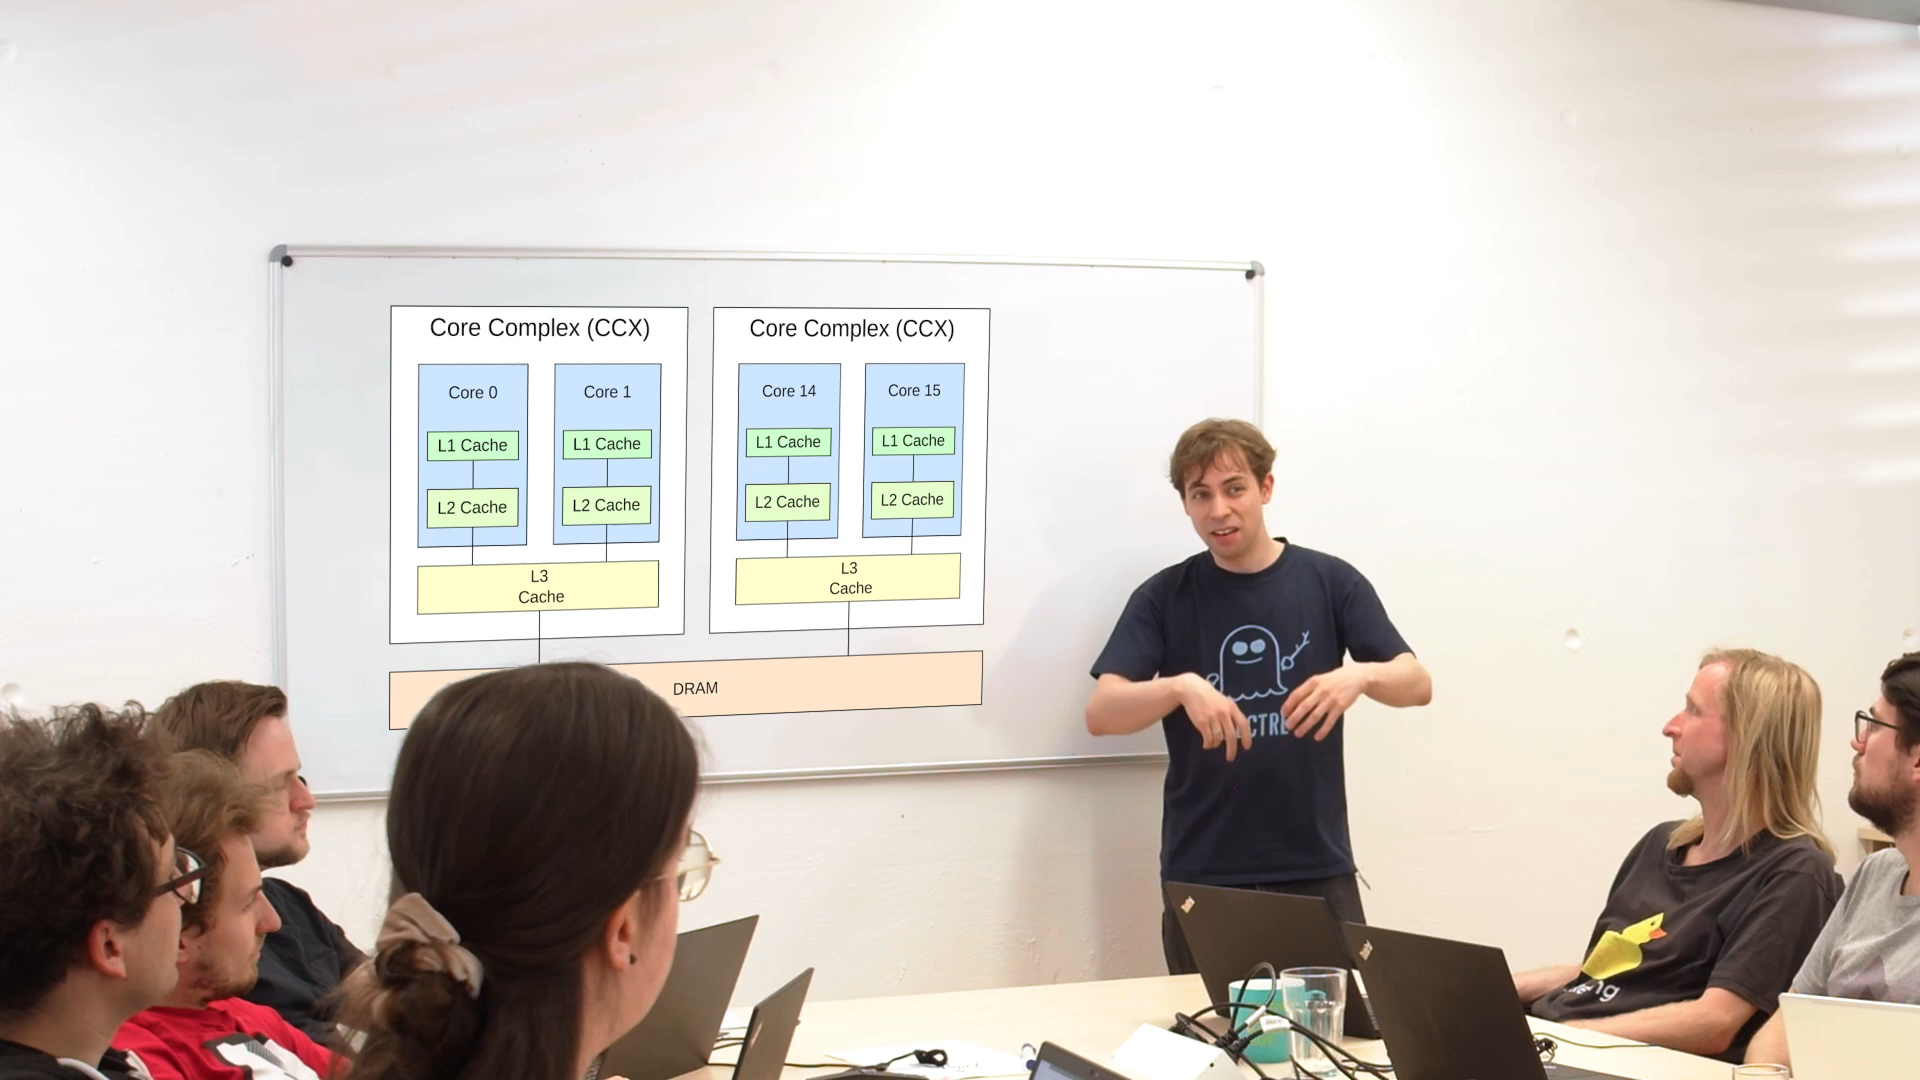 Core Complex (CCX)
Core 0
Core 1
L1 Cache
L1 Cache
L2 Cache
L2 Cache
L3
Cache
Core Complex (CCX)
Core 14
Core 15
L1 Cache
L1 Cache
L2 Cache
L2 Cache
L3
Cache
DRAM